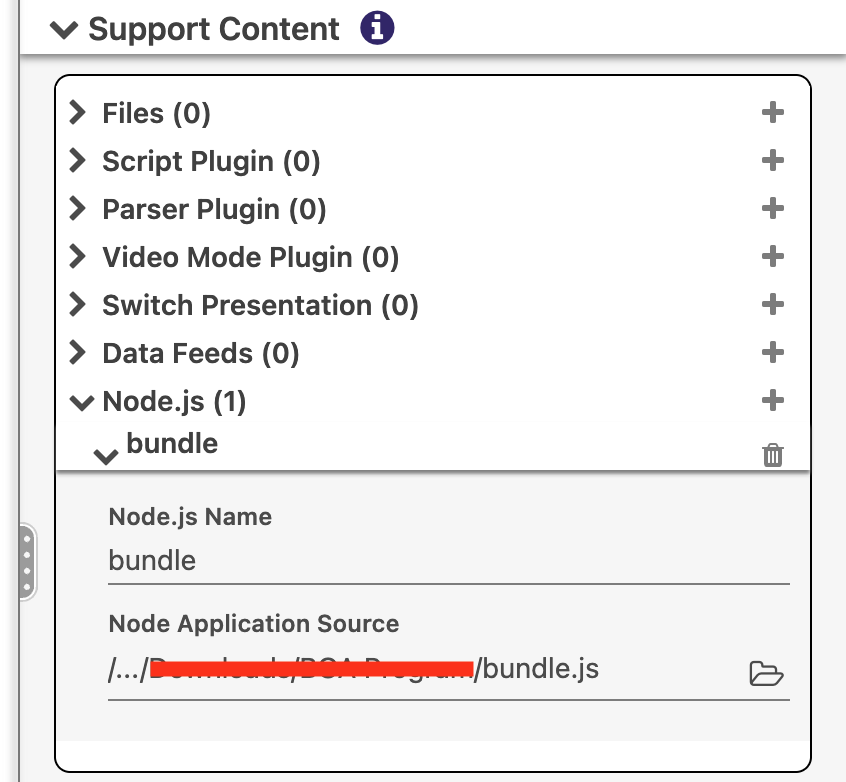 Support Content
Files (0)
Script Plugin (0)
Parser Plugin (0)
Video Mode Plugin (0)
Switch Presentation (0)
Data Feeds (0)
Node.js (1)
bundle
Node.js Name
bundle
Node Application Source
/.../ /bundle.js